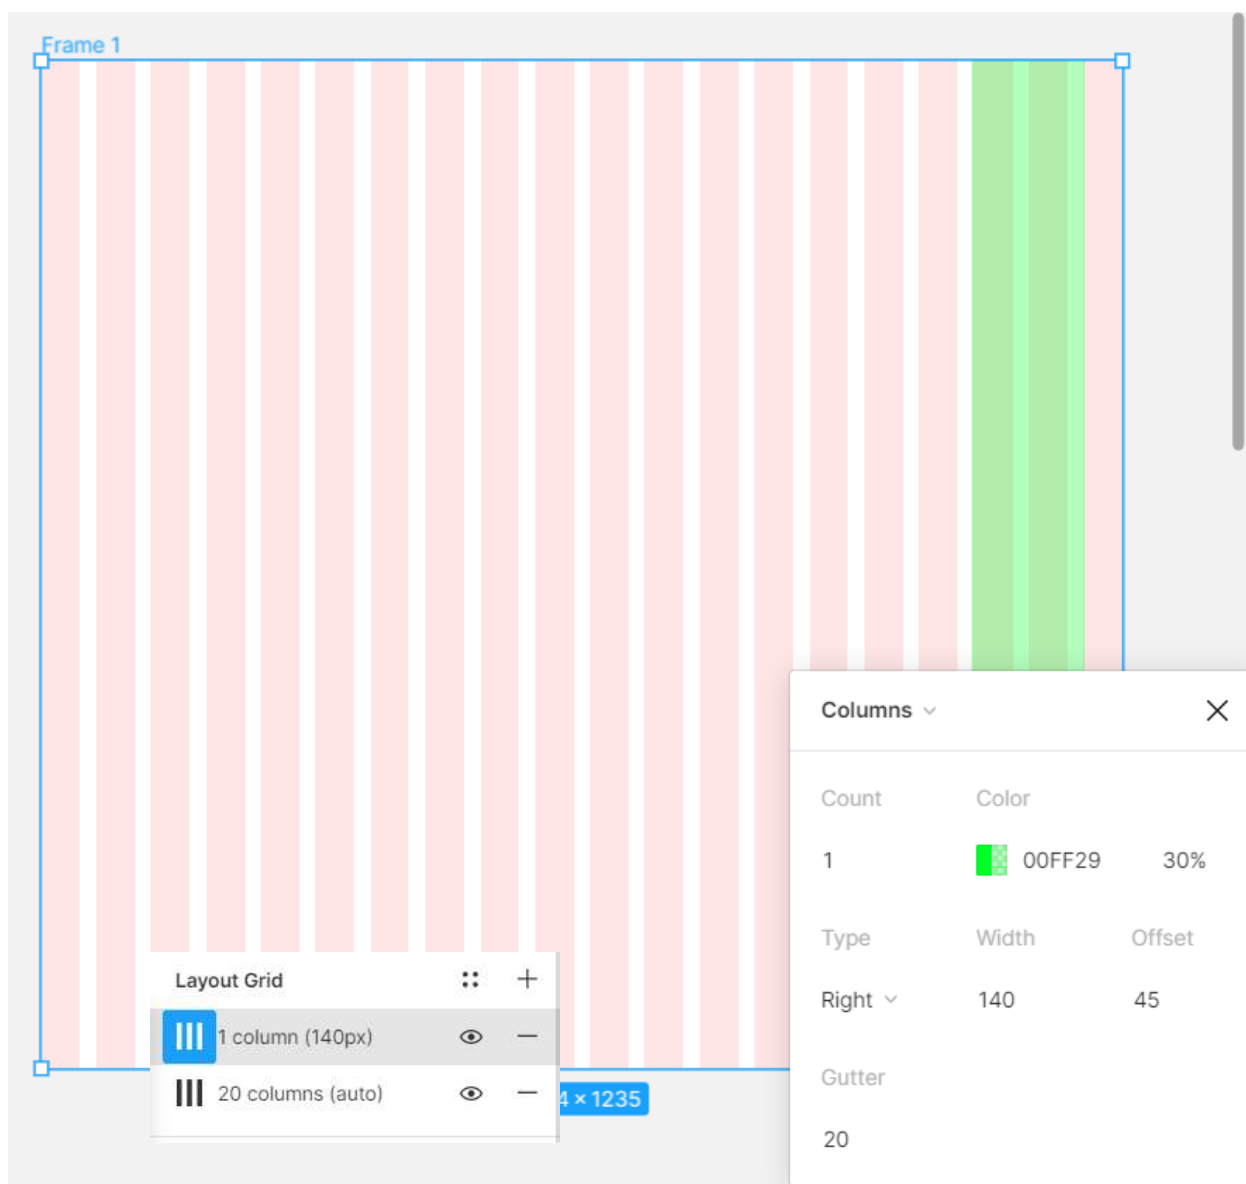 Frame 1
Columns
Count Color
1 00FF29 30%
Type Width Offset
Right 140 45
Gutter
20
Layout Grid
1 column (140px)
20 columns (auto)
4 × 1235